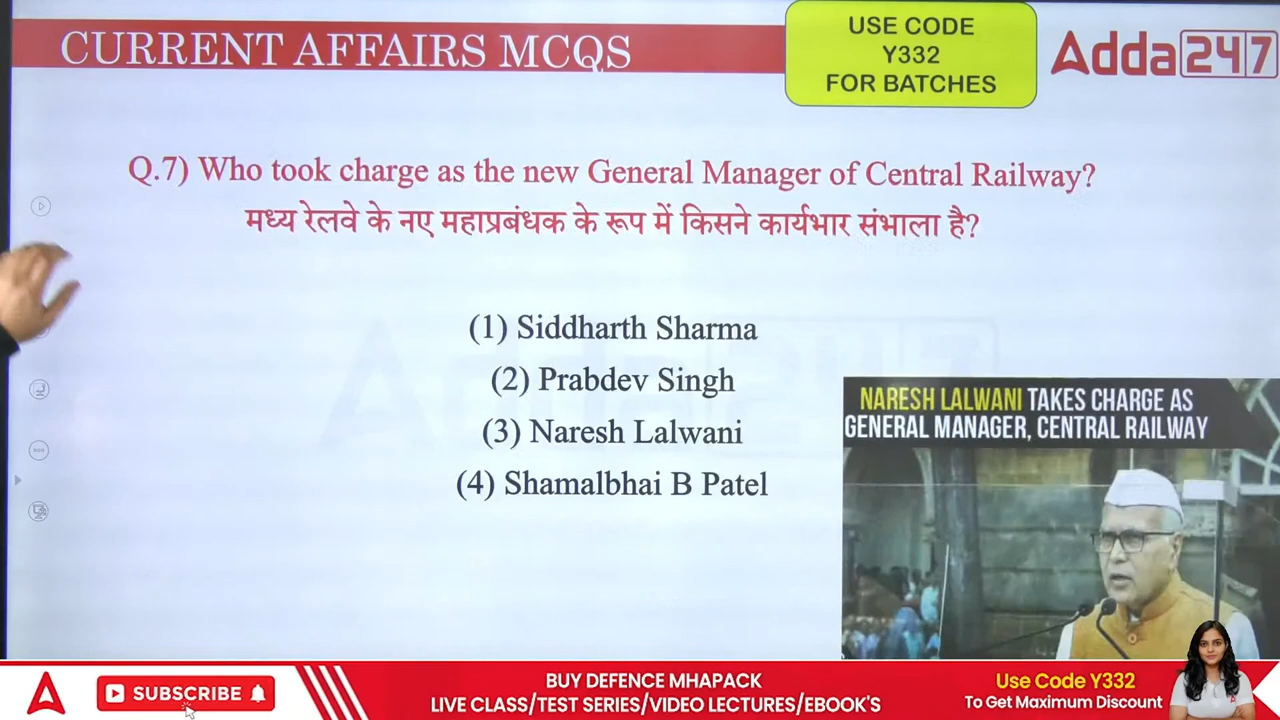 CURRENT AFFAIRS MCQS
USE CODE
Y332
FOR BATCHES
Adda247
Q.7) Who took charge as the new General Manager of Central Railway?
मध्य रेलवे के नए महाप्रबंधक के रूप में किसने कार्यभार संभाला है?
(1) Siddharth Sharma
(2) Prabdev Singh
(3) Naresh Lalwani
(4) Shamalbhai B Patel
Adda247
NARESH LALWANI TAKES CHARGE AS
GENERAL MANAGER, CENTRAL RAILWAY
SUBSCRIBE
BUY DEFENCE MHAPACK
LIVE CLASS/TEST SERIES/VIDEO LECTURES/EBOOK'S
Use Code Y332
To Get Maximum Discount